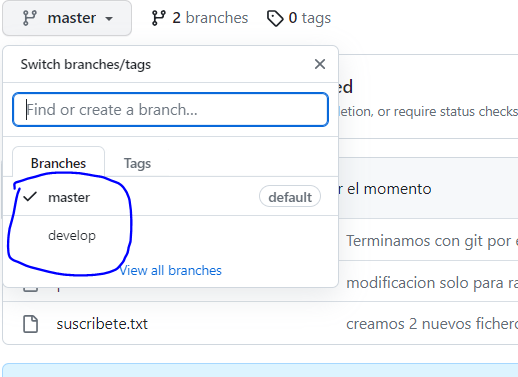 master 2 branches 0 tags
Switch branches/tags
ed
Find or create a branch...
letion, or require status checks
Branches Tags
master default
r el momento
develop
Terminamos con git por e
View all branches
modificacion solo para ra
suscribete.txt creamos 2 nuevos fichero